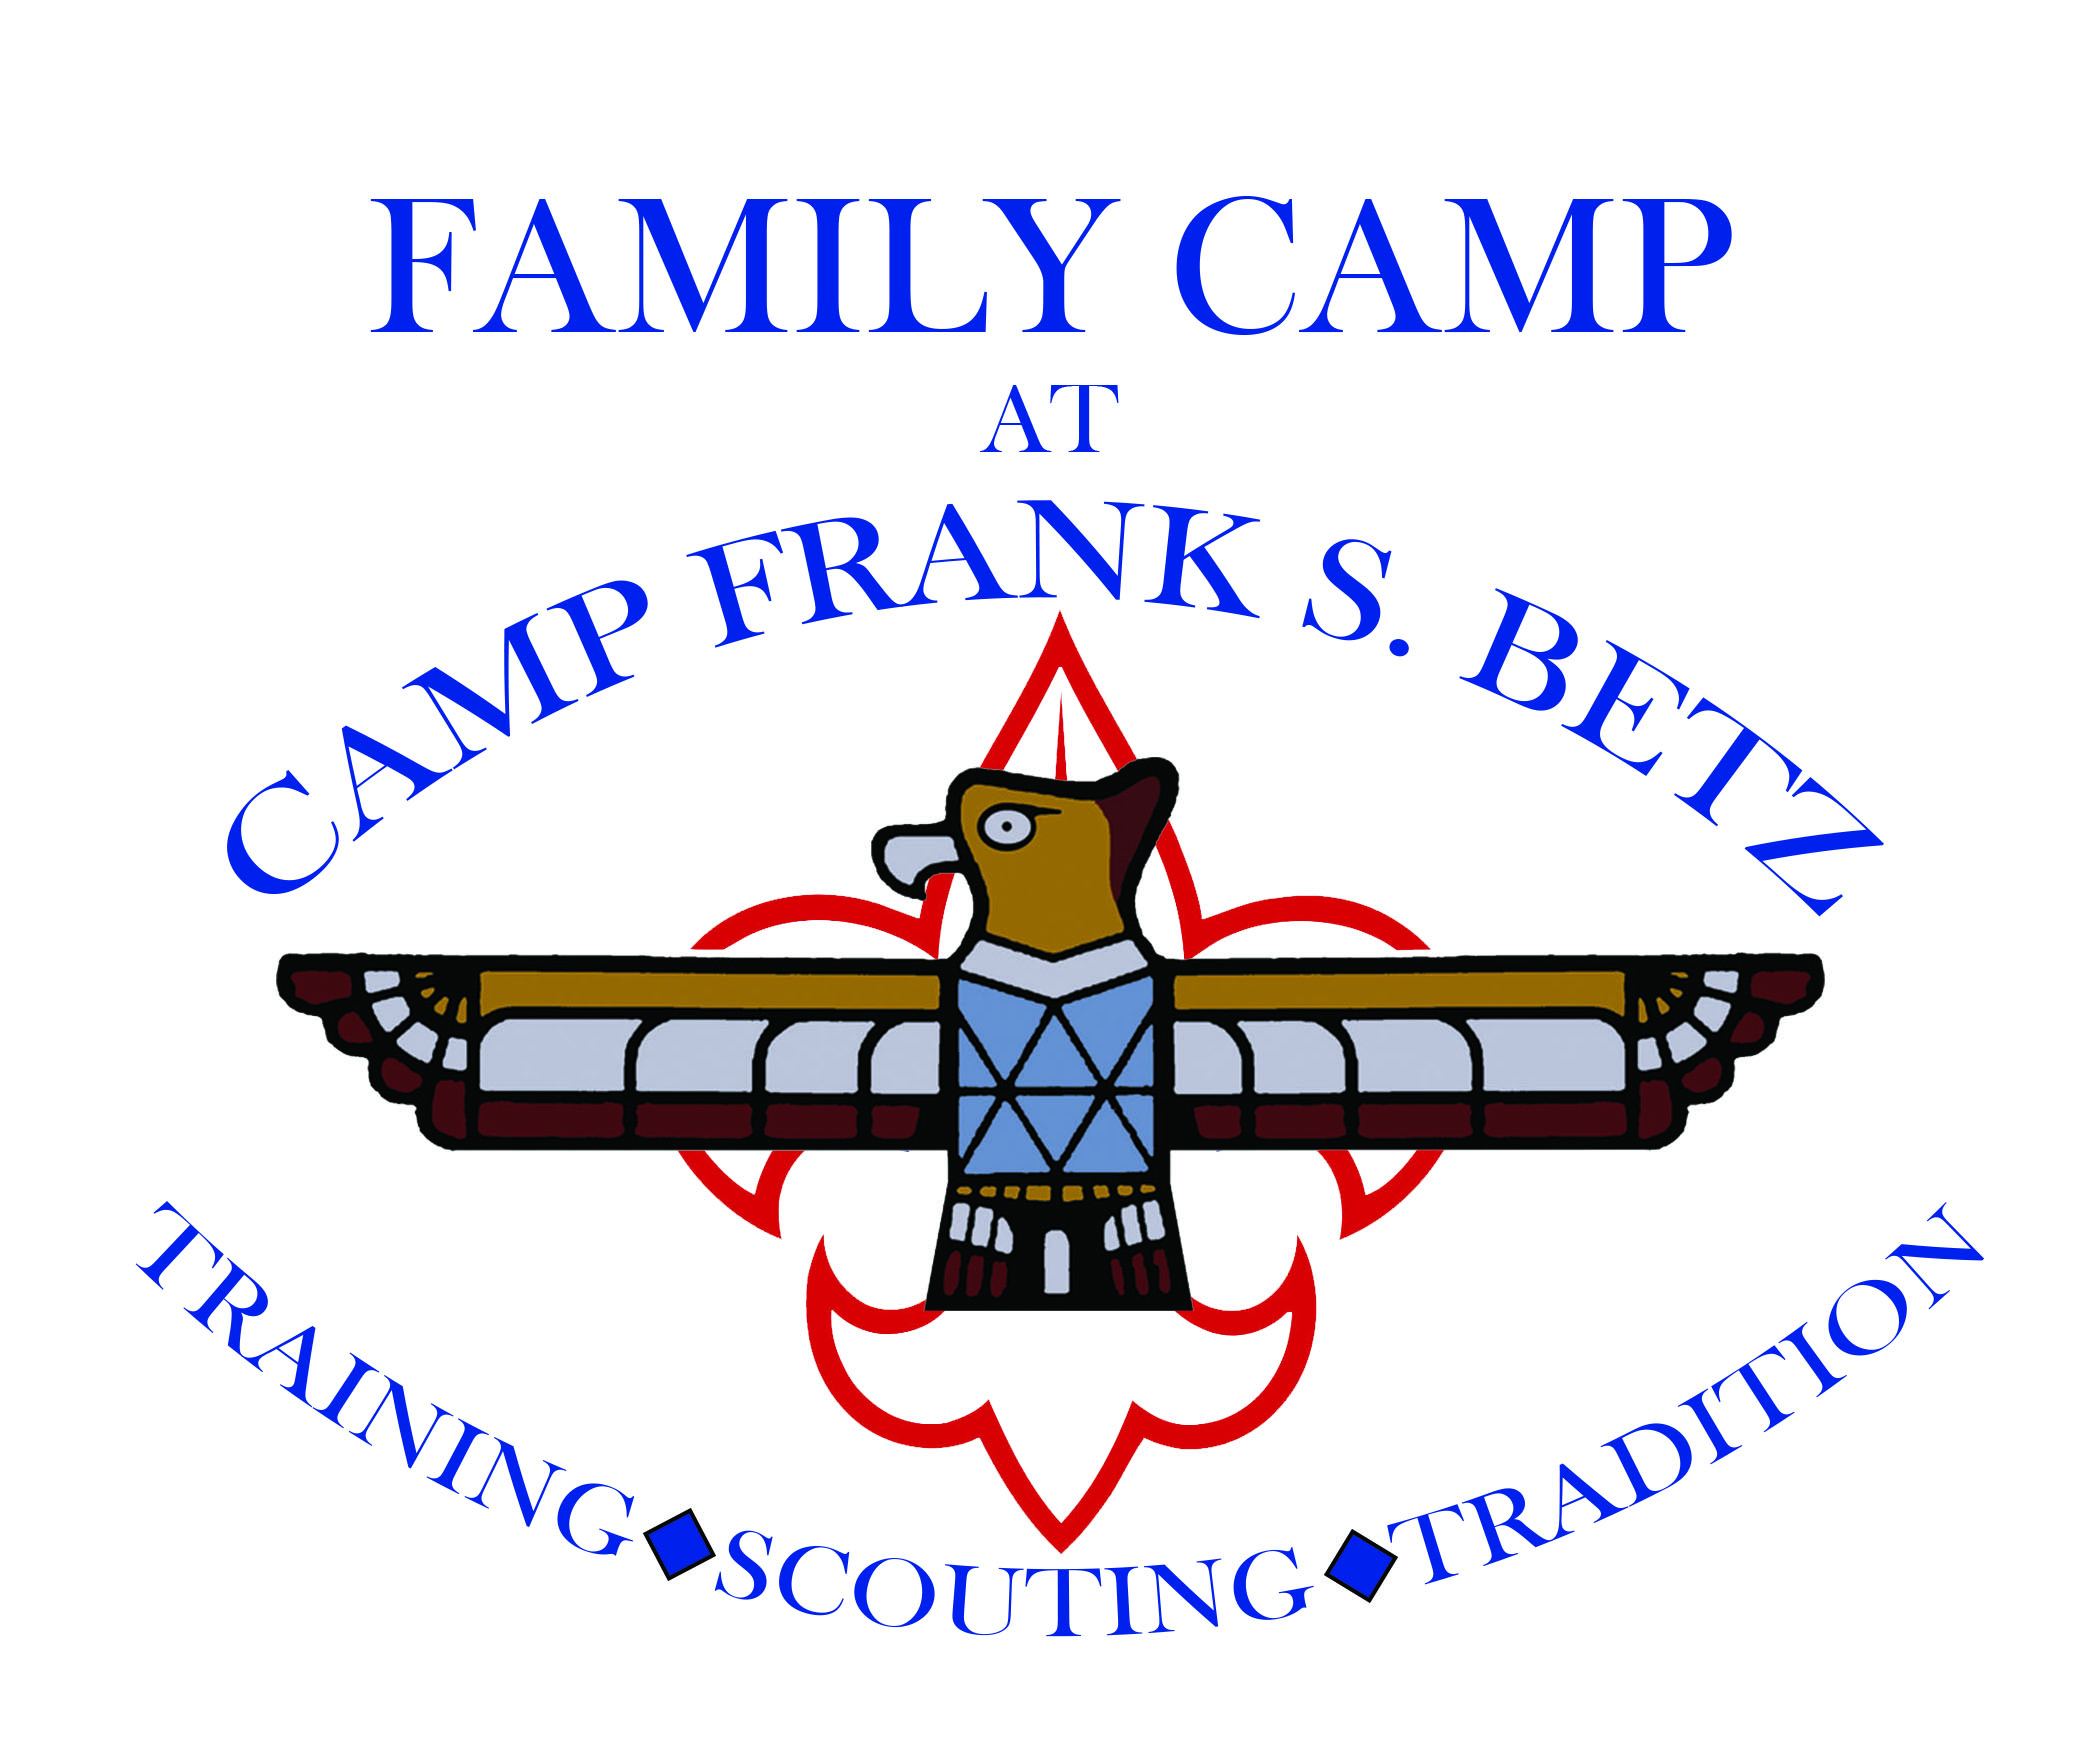 FAMILY CAMP
AT
CAMP FRANK S. BETZ
TRAINING◆SCOUTING◆TRADITION